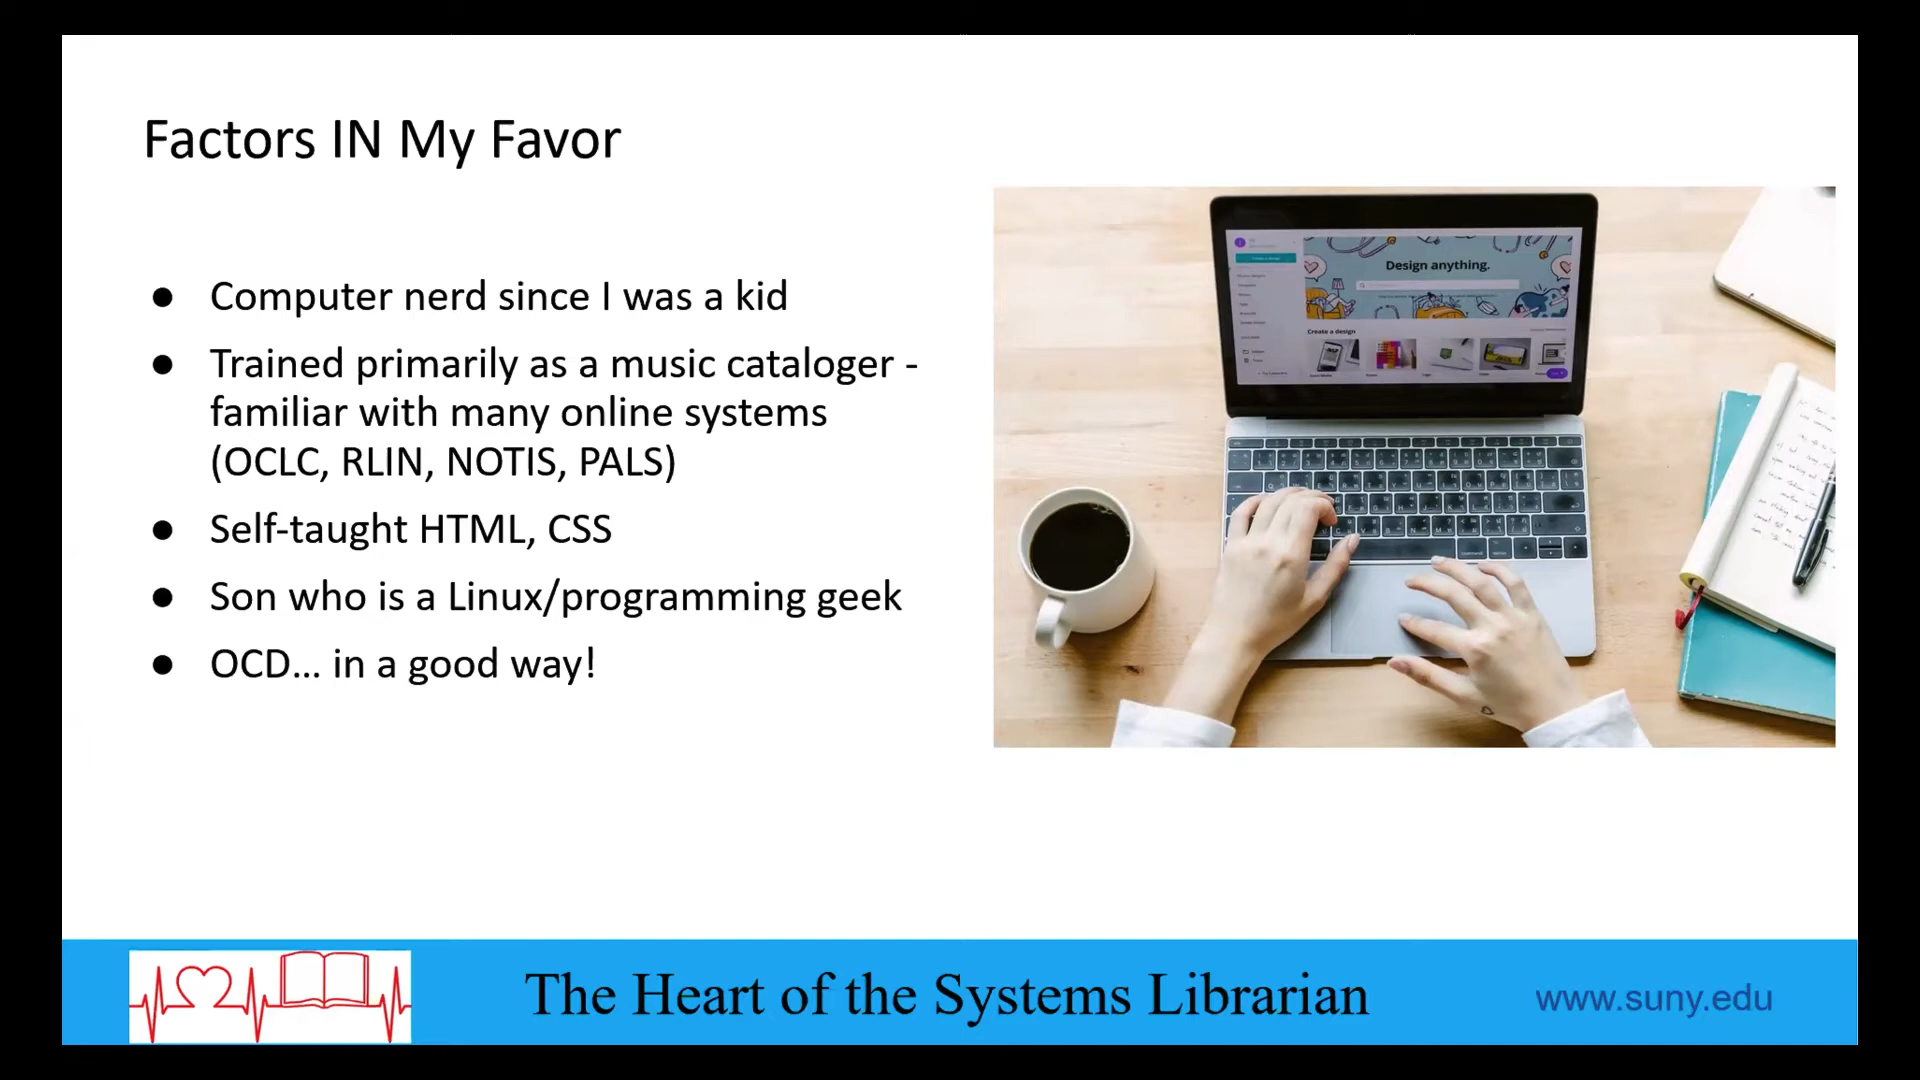 Factors IN My Favor
● Computer nerd since I was a kid
● Trained primarily as a music cataloger -
familiar with many online systems
(OCLC, RLIN, NOTIS, PALS)
● Self-taught HTML, CSS
● Son who is a Linux/programming geek
● OCD... in a good way!
Design anything.
Create a design
The Heart of the Systems Librarian
www.suny.edu